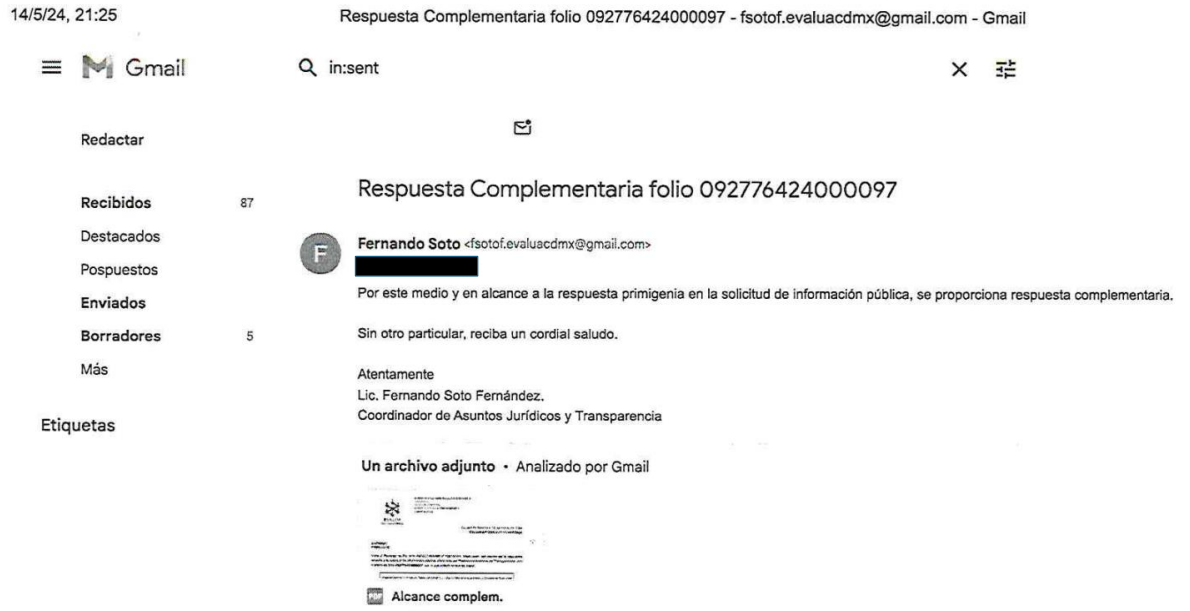 14/5/24, 21:25
Respuesta Complementaria folio 092776424000097 - fsotof.evaluacdmx@gmail.com - Gmail
Gmail
in:sent
Redactar
Recibidos 87
Destacados
Pospuestos
Enviados
Borradores 5
Más
Etiquetas
Respuesta Complementaria folio 092776424000097
F
Fernando Soto <fsotof.evaluacdmx@gmail.com>
Por este medio y en alcance a la respuesta primigenia en la solicitud de información pública, se proporciona respuesta complementaria.
Sin otro particular, reciba un cordial saludo.
Atentamente
Lic. Fernando Soto Fernández.
Coordinador de Asuntos Jurídicos y Transparencia
Un archivo adjunto • Analizado por Gmail
PDF Alcance complem.